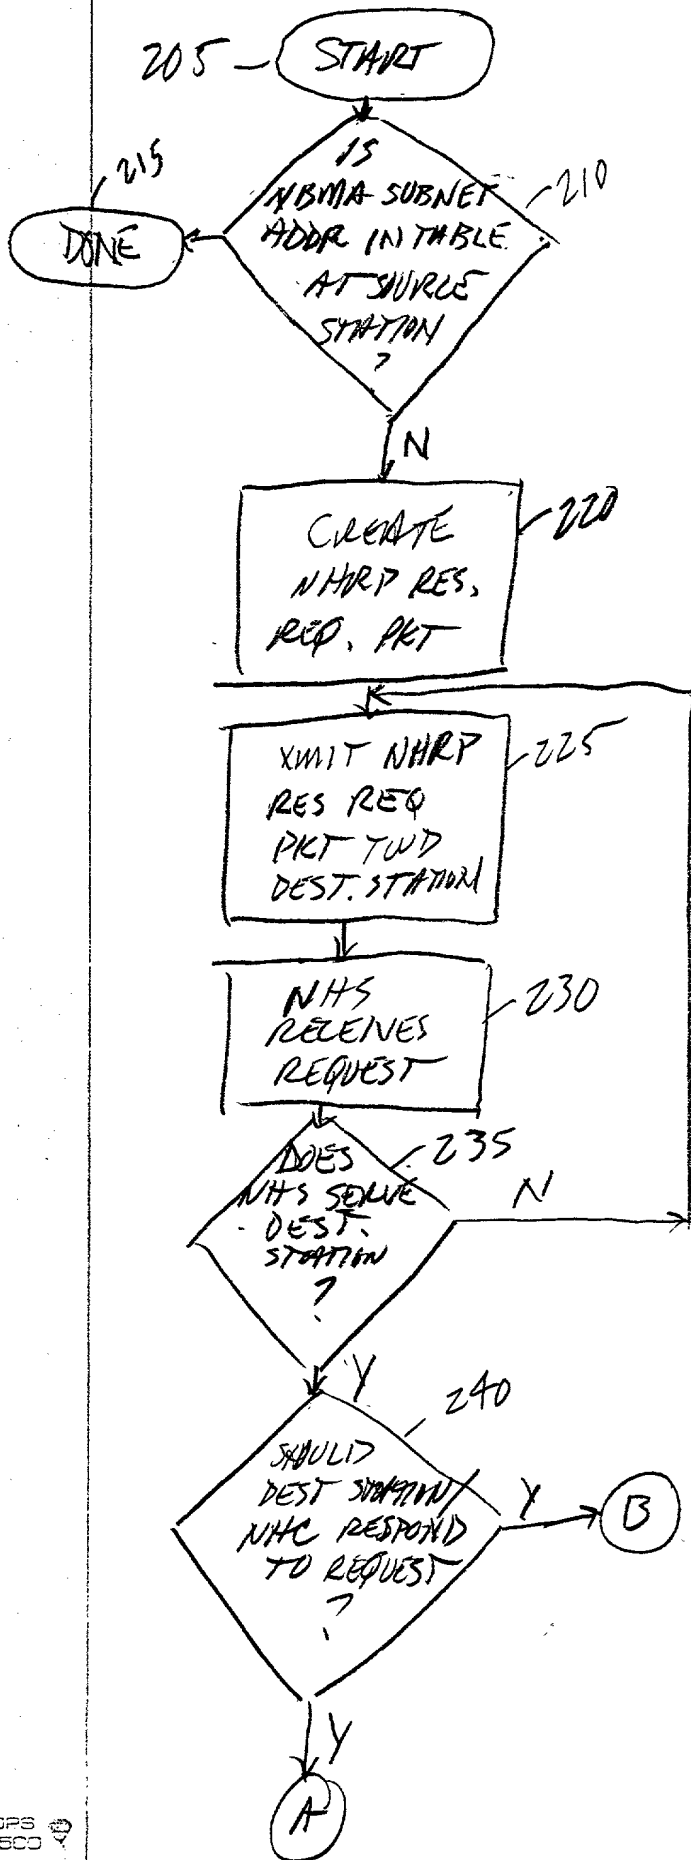 205
START
215
DONE
IS
NBMA SUBNET
ADDR IN TABLE
AT SOURCE
STATION
?
210
N
CREATE
NHRP RES.
REQ. PKT
220
XMIT NHRP
RES REQ
PKT TWD
DEST. STATION
225
NHS
RECEIVES
REQUEST
230
DOES
NHS SERVE
DEST.
STATION
?
235
N
Y
240
SHOULD
DEST STATION/
NHC RESPOND
TO REQUEST
?
Y
B
Y
A